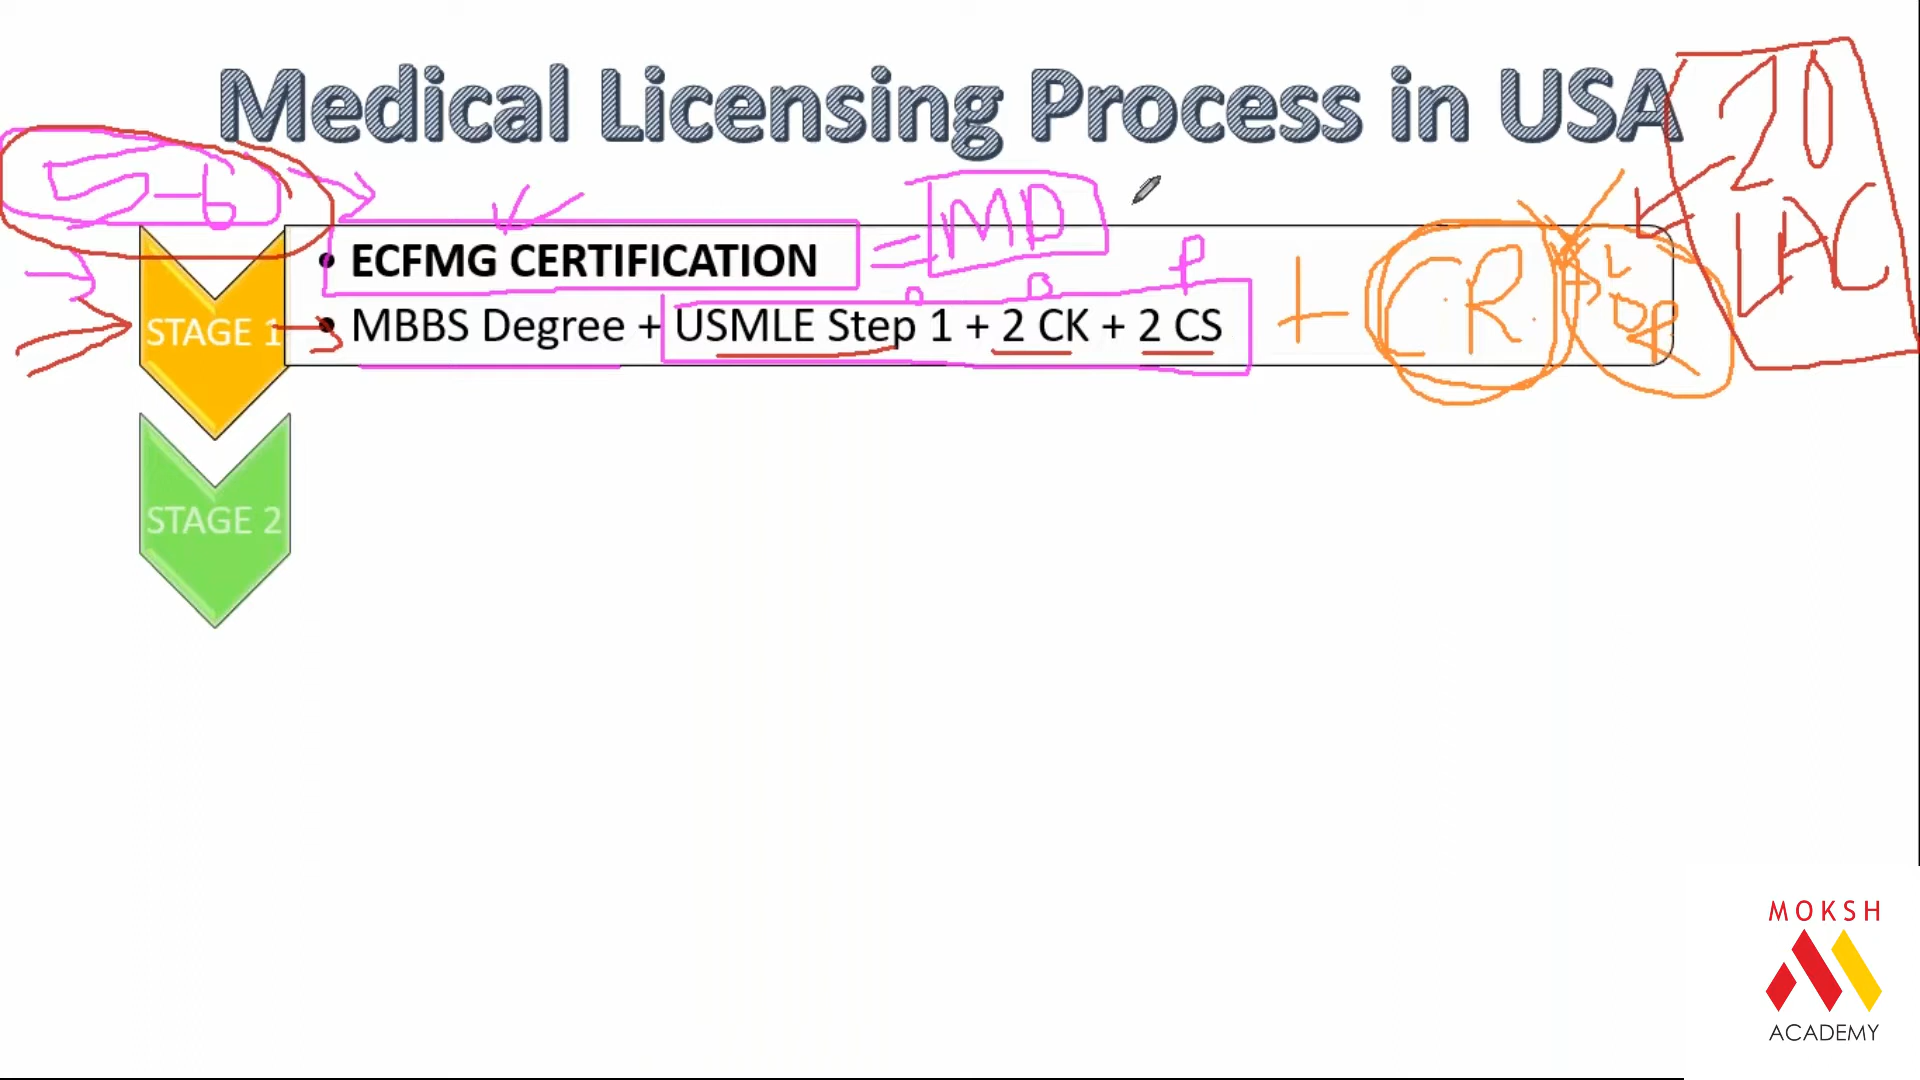 Medical Licensing Process in USA
20
LAC
5-6
MD
• ECFMG CERTIFICATION
P
STAGE 1
• MBBS Degree + USMLE Step 1 + 2 CK + 2 CS
+ CR
STAGE 2
MOKSH
ACADEMY